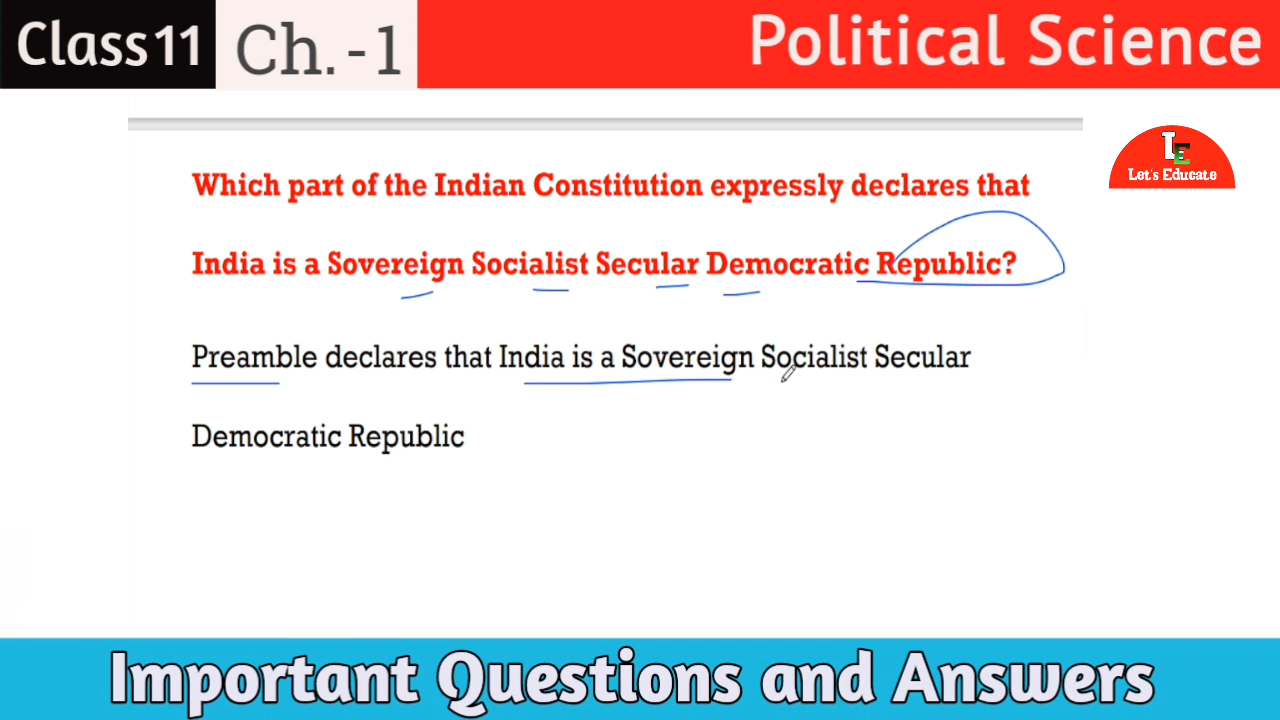 Class11 Ch.-1 Political Science
LE
Let's Educate
Which part of the Indian Constitution expressly declares that
India is a Sovereign Socialist Secular Democratic Republic?
Preamble declares that India is a Sovereign Socialist Secular
Democratic Republic
Important Questions and Answers